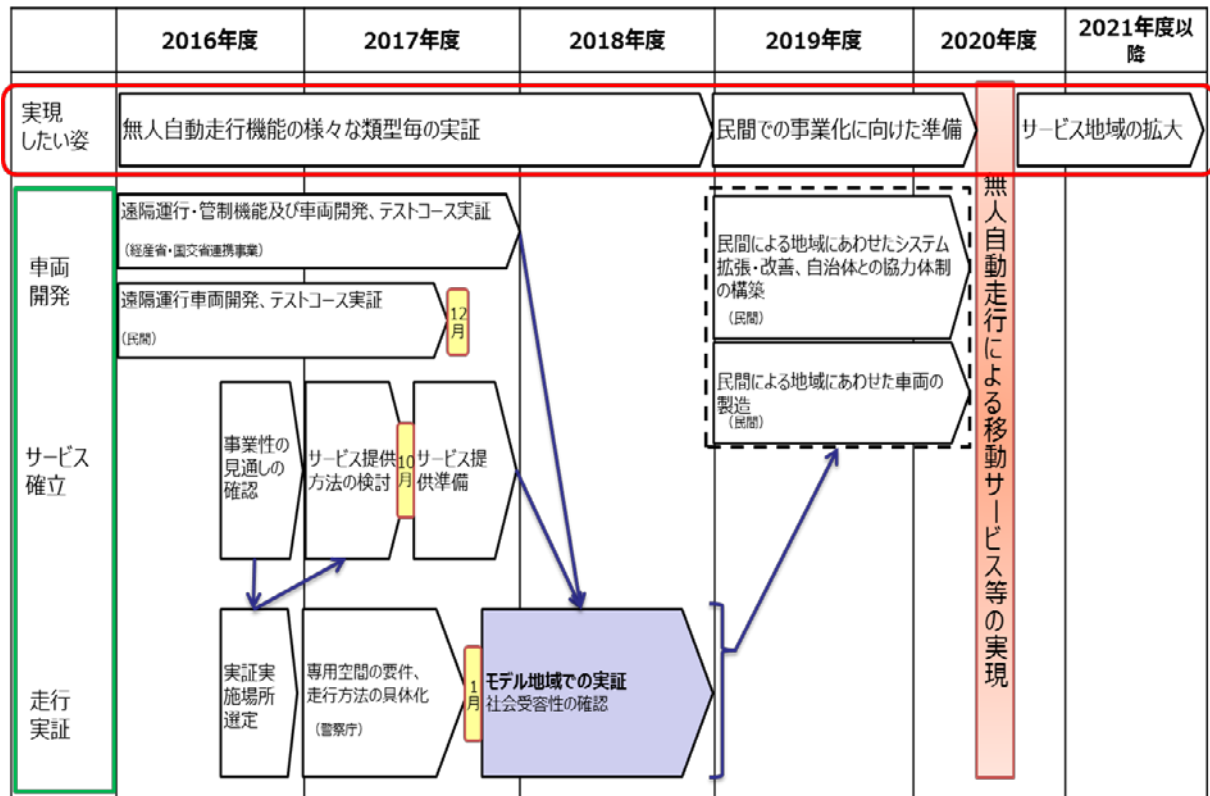 2016年度
2017年度
2018年度
2019年度
2020年度
2021年度以
降
実現
したい姿
無人自動走行機能の様々な類型毎の実証
民間での事業化に向けた準備
サービス地域の拡大
車両
開発
遠隔運行・管制機能及び車両開発、テストコース実証
（経産省・国交省連携事業）
遠隔運行車両開発、テストコース実証
（民間）
12
月
民間による地域にあわせたシステム
拡張・改善、自治体との協力体制
の構築
（民間）
民間による地域にあわせた車両の
製造
（民間）
無人自動走行による移動サービス等の実現
サービス
確立
事業性の
見通しの
確認
サービス提供
方法の検討
10
月
サービス提
供準備
走行
実証
実証実
施場所
選定
専用空間の要件、
走行方法の具体化
（警察庁）
1
月
モデル地域での実証
社会受容性の確認